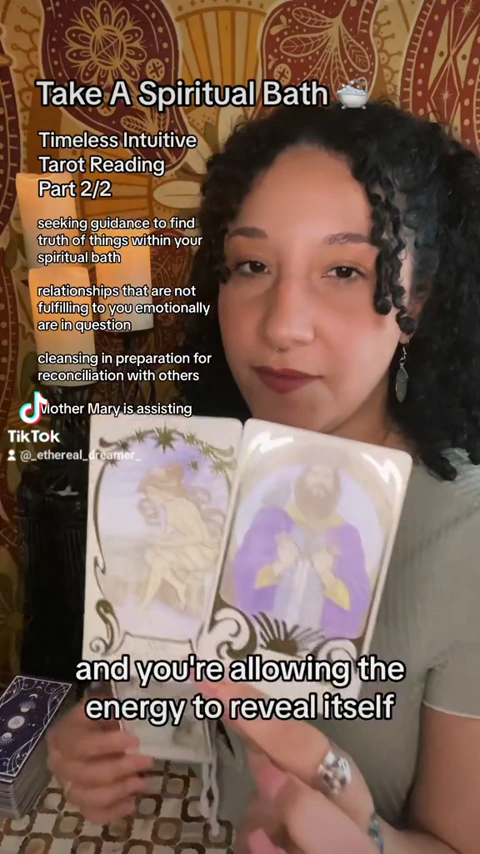 Take A Spiritual Bath 🛁
Timeless Intuitive
Tarot Reading
Part 2/2
seeking guidance to find
truth of things within your
spiritual bath
relationships that are not
fulfilling to you emotionally
are in question
cleansing in preparation for
reconciliation with others
Mother Mary is assisting
TikTok
@_ethereal_dreamer_
and you're allowing the
energy to reveal itself